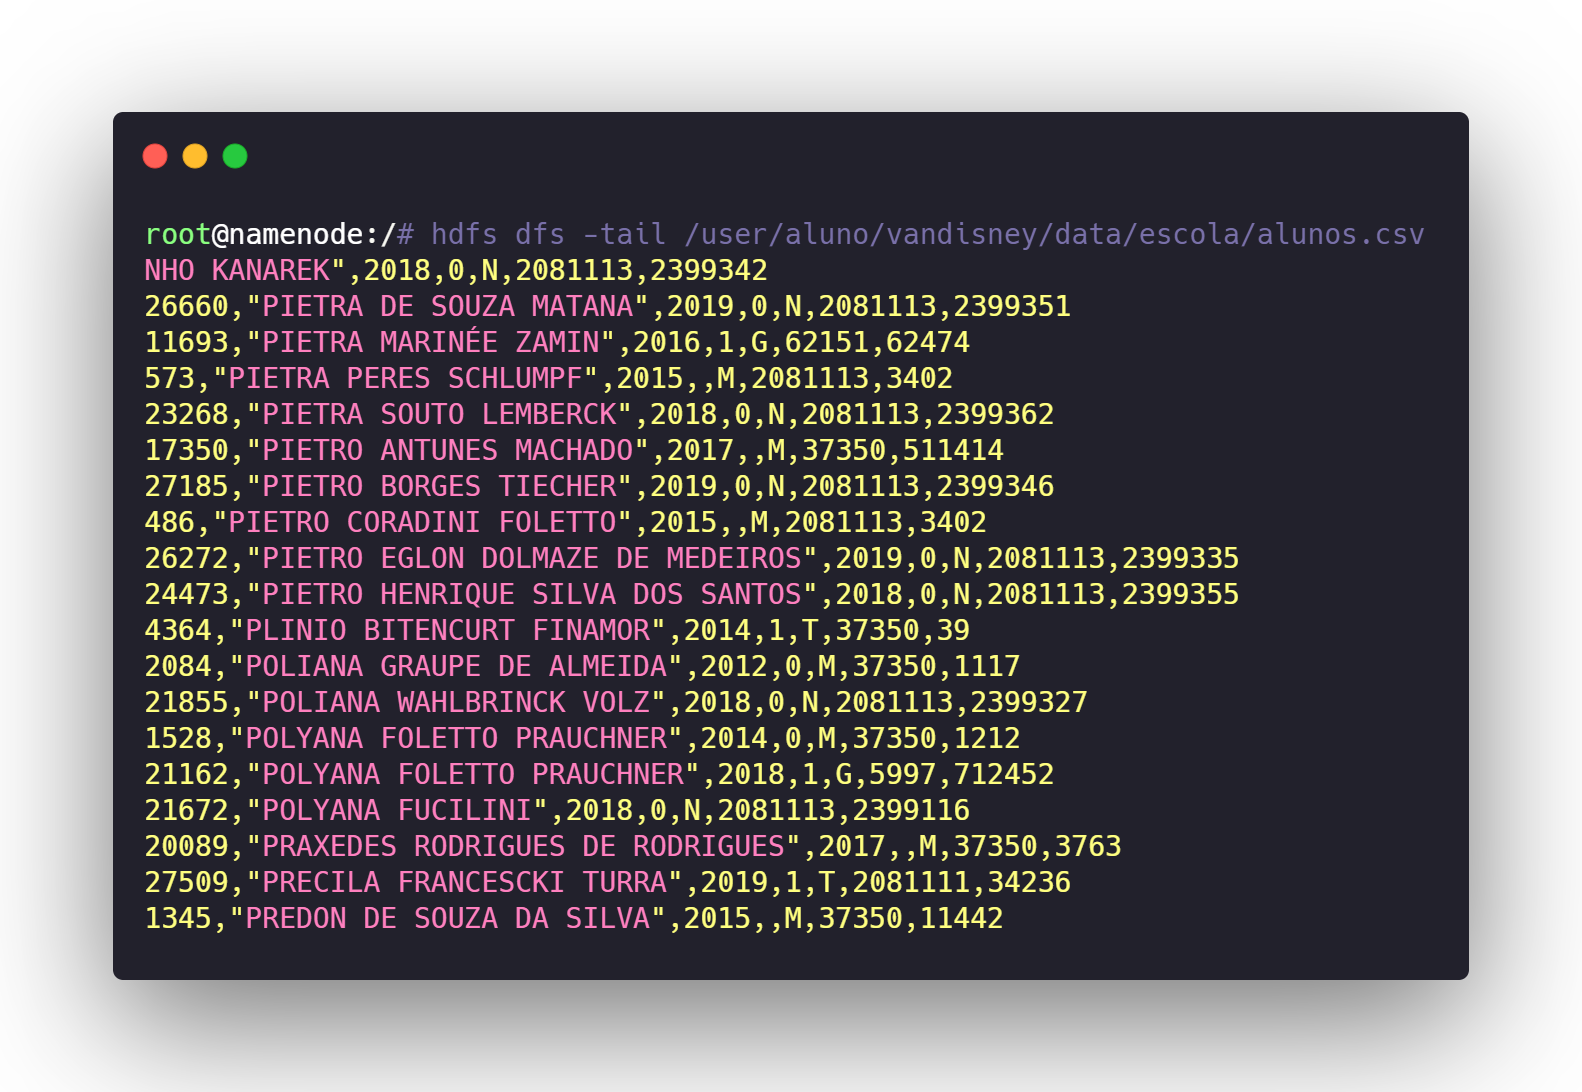 root@namenode:/# hdfs dfs -tail /user/aluno/vandisney/data/escola/alunos.csv
NHO KANAREK",2018,0,N,2081113,2399342
26660,"PIETRA DE SOUZA MATANA",2019,0,N,2081113,2399351
11693,"PIETRA MARINÉE ZAMIN",2016,1,G,62151,62474
573,"PIETRA PERES SCHLUMPF",2015,,M,2081113,3402
23268,"PIETRA SOUTO LEMBERCK",2018,0,N,2081113,2399362
17350,"PIETRO ANTUNES MACHADO",2017,,M,37350,511414
27185,"PIETRO BORGES TIECHER",2019,0,N,2081113,2399346
486,"PIETRO CORADINI FOLETTO",2015,,M,2081113,3402
26272,"PIETRO EGLON DOLMAZE DE MEDEIROS",2019,0,N,2081113,2399335
24473,"PIETRO HENRIQUE SILVA DOS SANTOS",2018,0,N,2081113,2399355
4364,"PLINIO BITENCURT FINAMOR",2014,1,T,37350,39
2084,"POLIANA GRAUPE DE ALMEIDA",2012,0,M,37350,1117
21855,"POLIANA WAHLBRINCK VOLZ",2018,0,N,2081113,2399327
1528,"POLYANA FOLETTO PRAUCHNER",2014,0,M,37350,1212
21162,"POLYANA FOLETTO PRAUCHNER",2018,1,G,5997,712452
21672,"POLYANA FUCILINI",2018,0,N,2081113,2399116
20089,"PRAXEDES RODRIGUES DE RODRIGUES",2017,,M,37350,3763
27509,"PRECILA FRANCESCKI TURRA",2019,1,T,2081111,34236
1345,"PREDON DE SOUZA DA SILVA",2015,,M,37350,11442